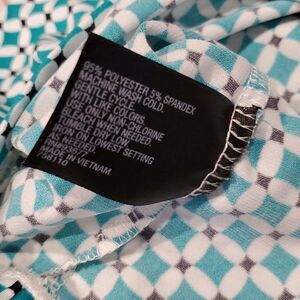 95% POLYESTER 5% SPANDEX
MACHINE WASH COLD.
GENTLE CYCLE.
WITH LIKE COLORS.
USE ONLY NON CHLORINE
BLEACH WHEN NEEDED.
TUMBLE DRY LOW.
IRON ON LOWEST SETTING
IF NEEDED.
MADE IN VIETNAM